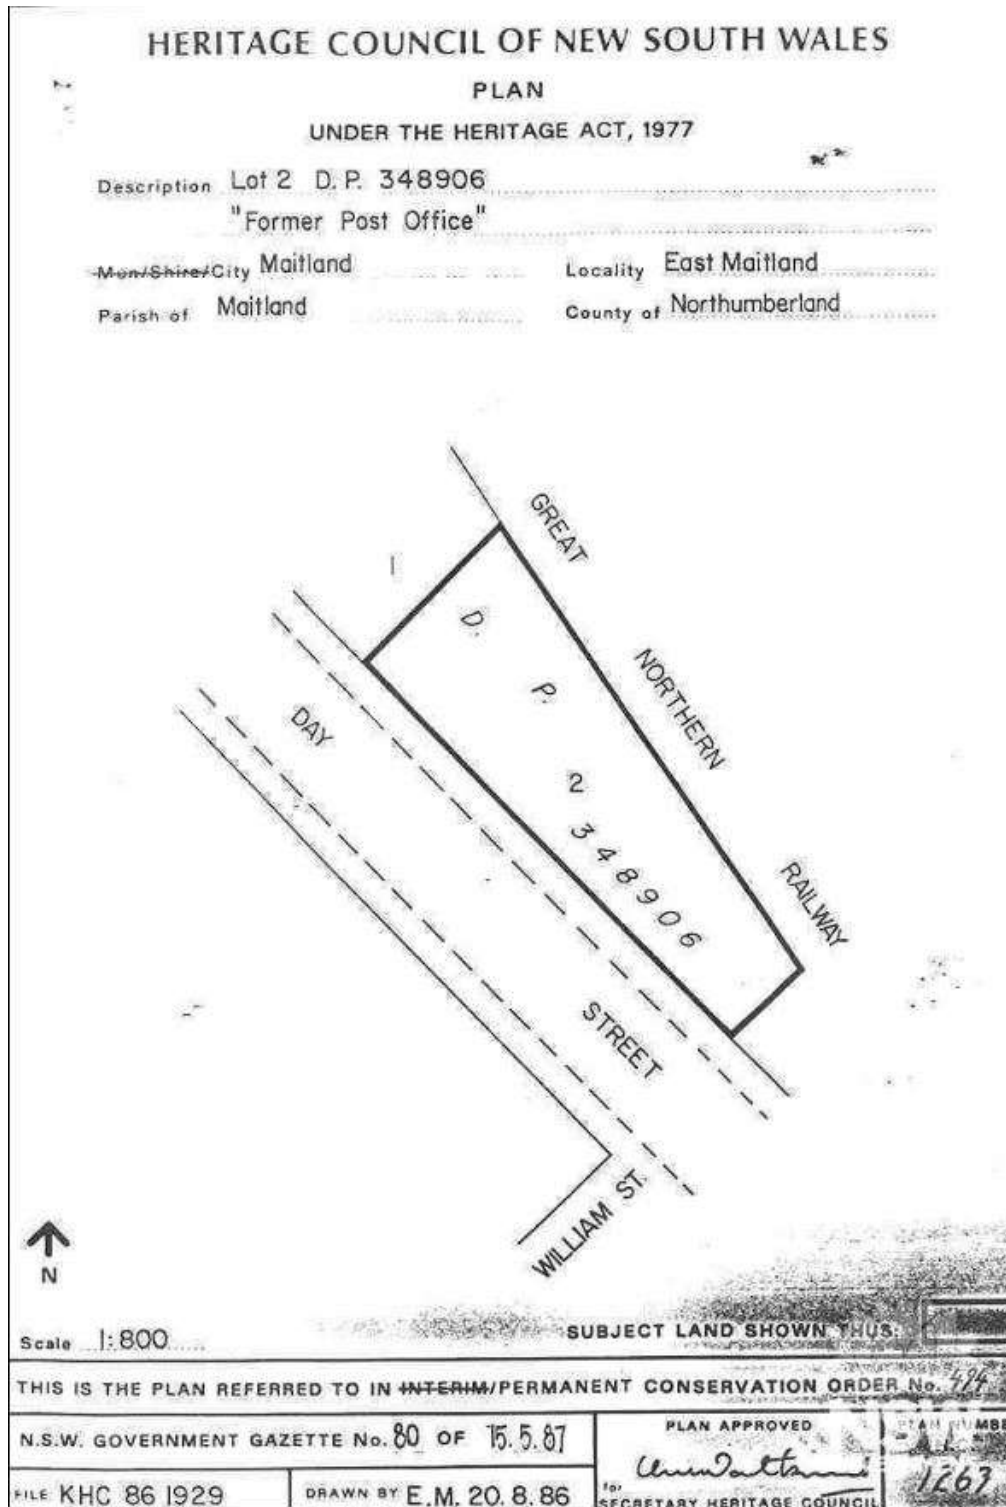 HERITAGE COUNCIL OF NEW SOUTH WALES
PLAN
UNDER THE HERITAGE ACT, 1977
Description Lot 2 D.P. 348906
"Former Post Office"
Mun/Shire/City Maitland Locality East Maitland
Parish of Maitland County of Northumberland
GREAT
1
D.
NORTHERN
P.
DAY
2
348906
RAILWAY
STREET
WILLIAM ST.
N
Scale 1:800
SUBJECT LAND SHOWN THUS:
THIS IS THE PLAN REFERRED TO IN INTERIM/PERMANENT CONSERVATION ORDER No. 494
N.S.W. GOVERNMENT GAZETTE No. 80 OF 15.5.87
PLAN APPROVED
PLAN NUMBE
1263
FILE KHC 86 1929
DRAWN BY E.M. 20.8.86
for
SECRETARY HERITAGE COUNCIL